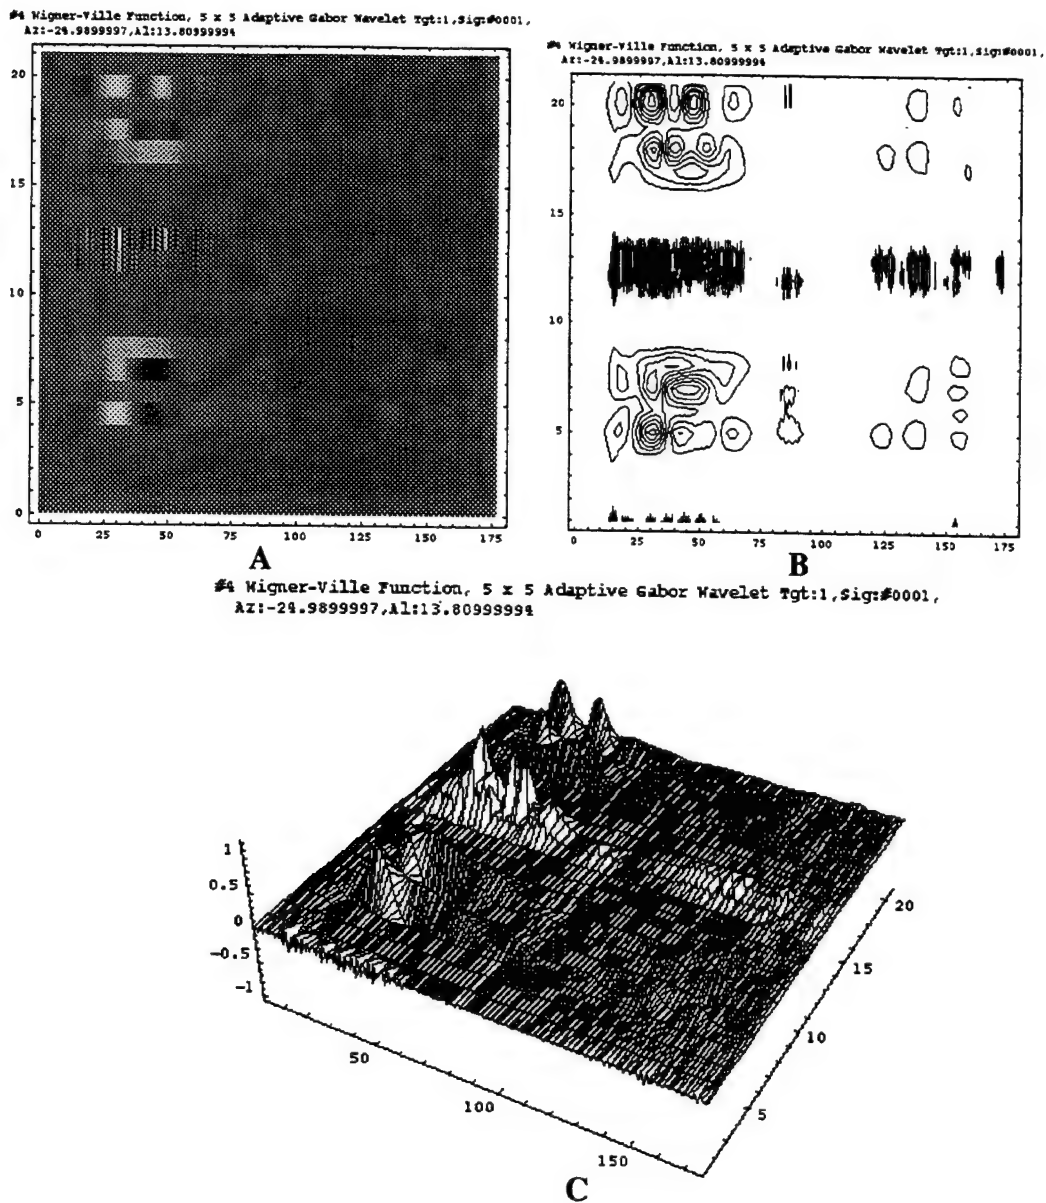 #4 Wigner-Ville Function, 5 x 5 Adaptive Gabor Wavelet Tgt:1,Sig:#0001,
Az:-24.9899997,Al:13.80999994
20
15
10
5
0
0 25 50 75 100 125 150 175
A
#4 Wigner-Ville Function, 5 x 5 Adaptive Gabor Wavelet Tgt:1,Sig:#0001,
Az:-24.9899997,Al:13.80999994
20
15
10
5
0 25 50 75 100 125 150 175
B
#4 Wigner-Ville Function, 5 x 5 Adaptive Gabor Wavelet Tgt:1,Sig:#0001,
Az:-24.9899997,Al:13.80999994
1
0.5
0
-0.5
-1
50
100
150
5
10
15
20
C